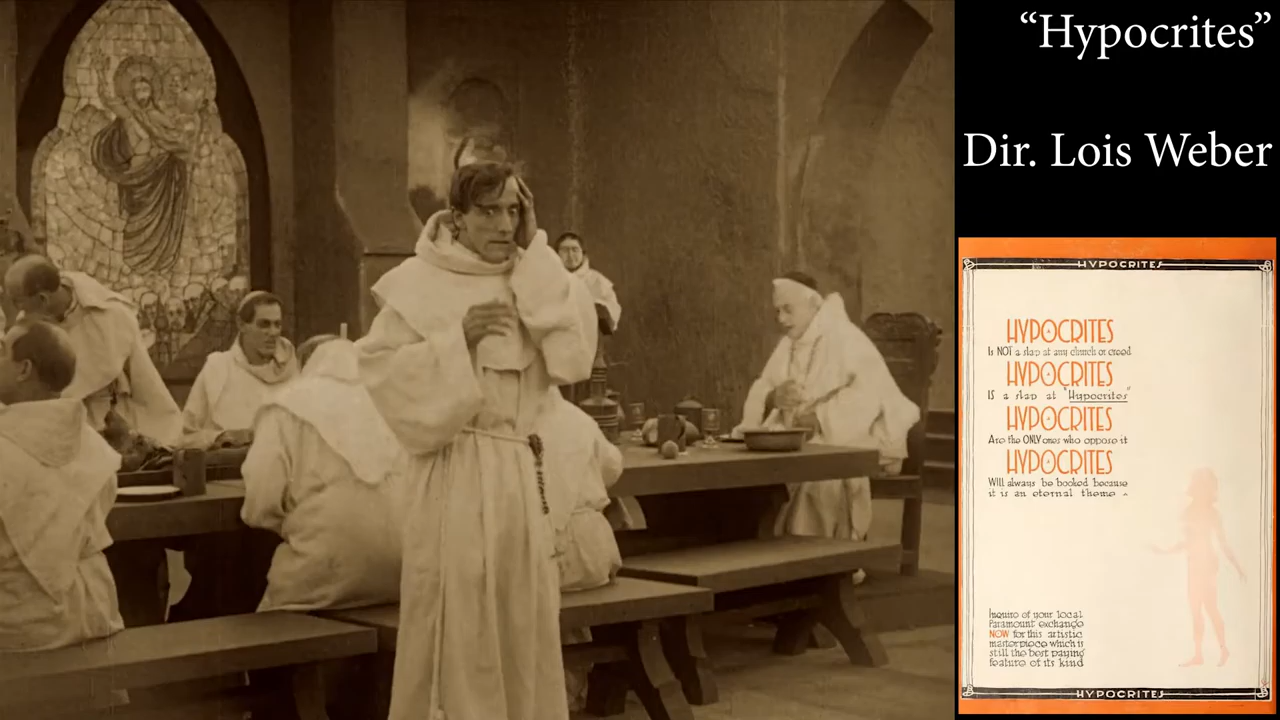 “Hypocrites”
Dir. Lois Weber
HYPOCRITES
HYPOCRITES
Is NOT a slap at any church or creed
HYPOCRITES
IS a slap at "Hypocrites"
HYPOCRITES
Are the ONLY ones who oppose it
HYPOCRITES
WILL always be booked because
it is an eternal theme -
Inquire of your local
Paramount exchange
NOW for this artistic
masterpiece which is
still the best paying
feature of its kind
HYPOCRITES